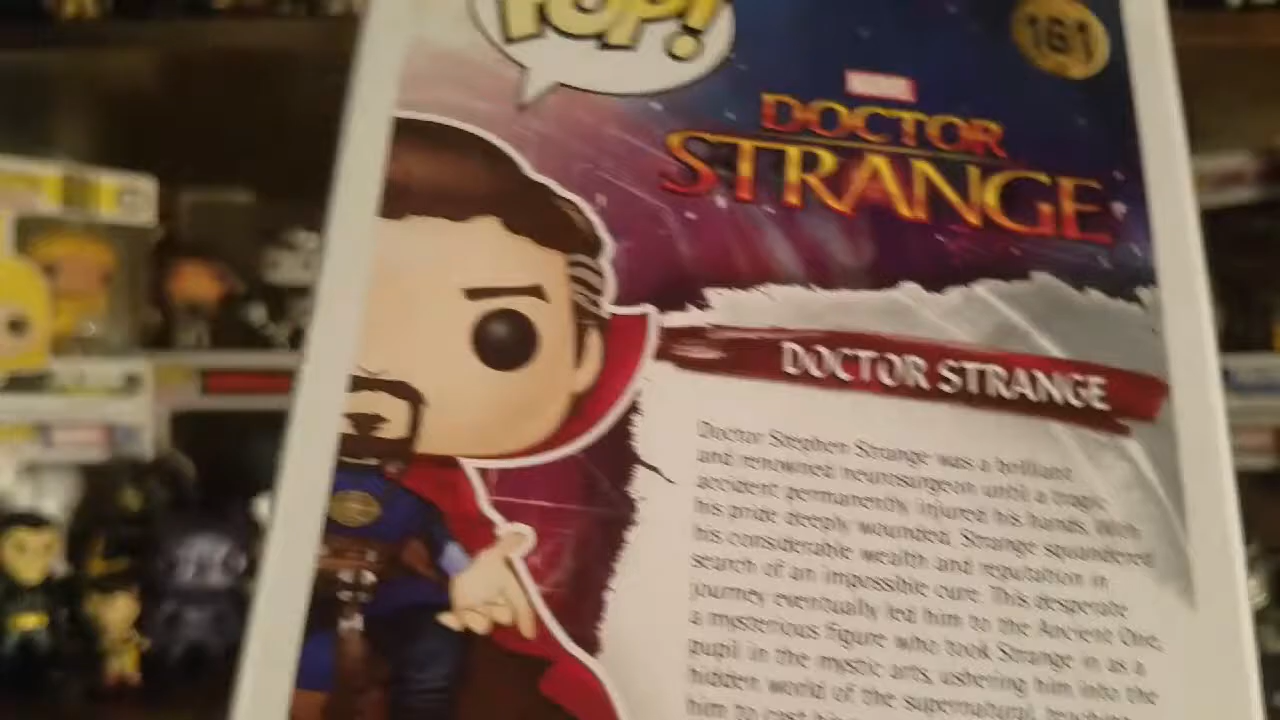 POP!
161
MARVEL
DOCTOR
STRANGE
DOCTOR STRANGE
Doctor Stephen Strange was a brilliant
and renowned neurosurgeon until a tragic
accident permanently injured his hands. With
his pride deeply wounded, Strange squandered
his considerable wealth and reputation in
search of an impossible cure. This desperate
journey eventually led him to the Ancient One,
a mysterious figure who took Strange in as a
pupil in the mystic arts, ushering him into the
hidden world of the supernatural,
him to cast